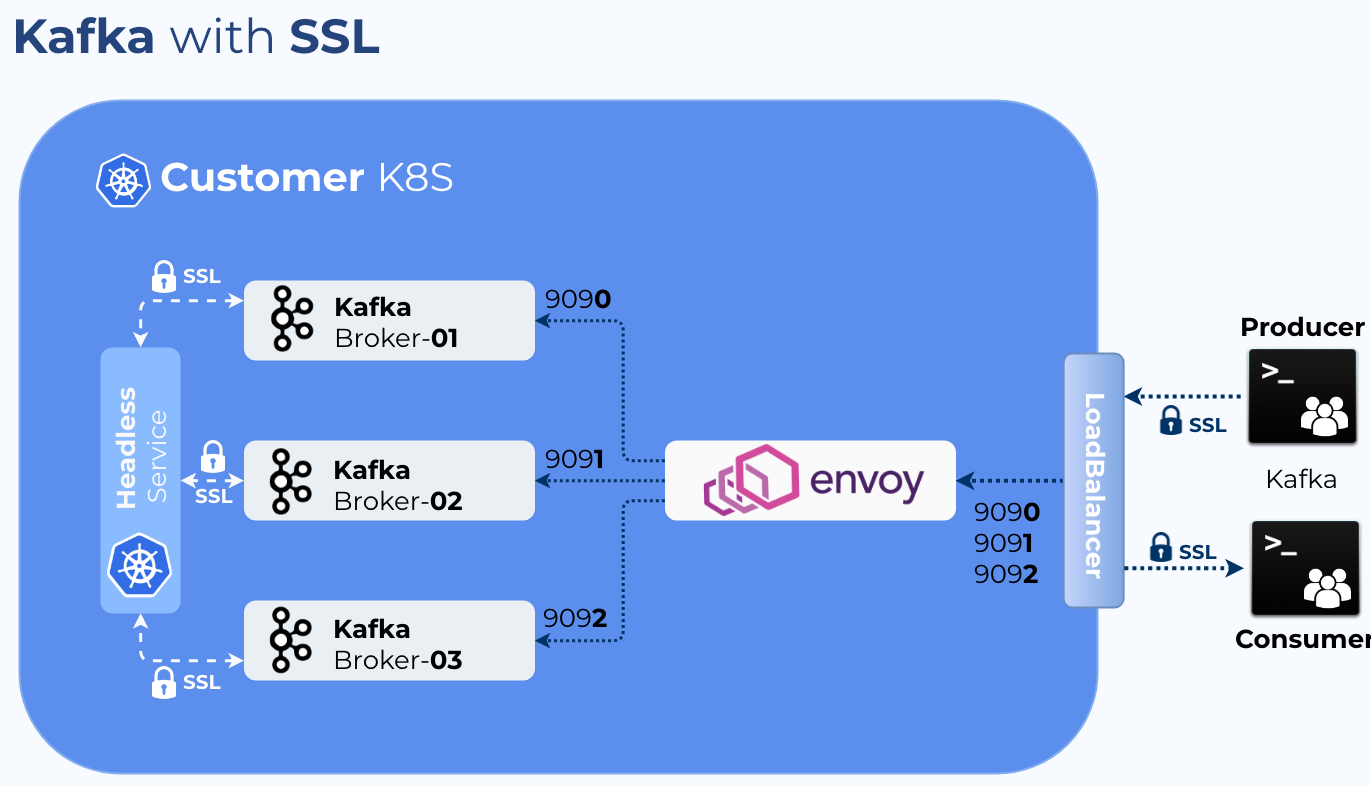 Kafka with SSL
Customer K8S
SSL
Kafka
Broker-01
9090
Headless
Service
SSL
Kafka
Broker-02
9091
envoy
9090
9091
9092
LoadBalancer
SSL
Kafka
Broker-03
9092
Producer
>_
SSL
Kafka
SSL
>_
Consumer